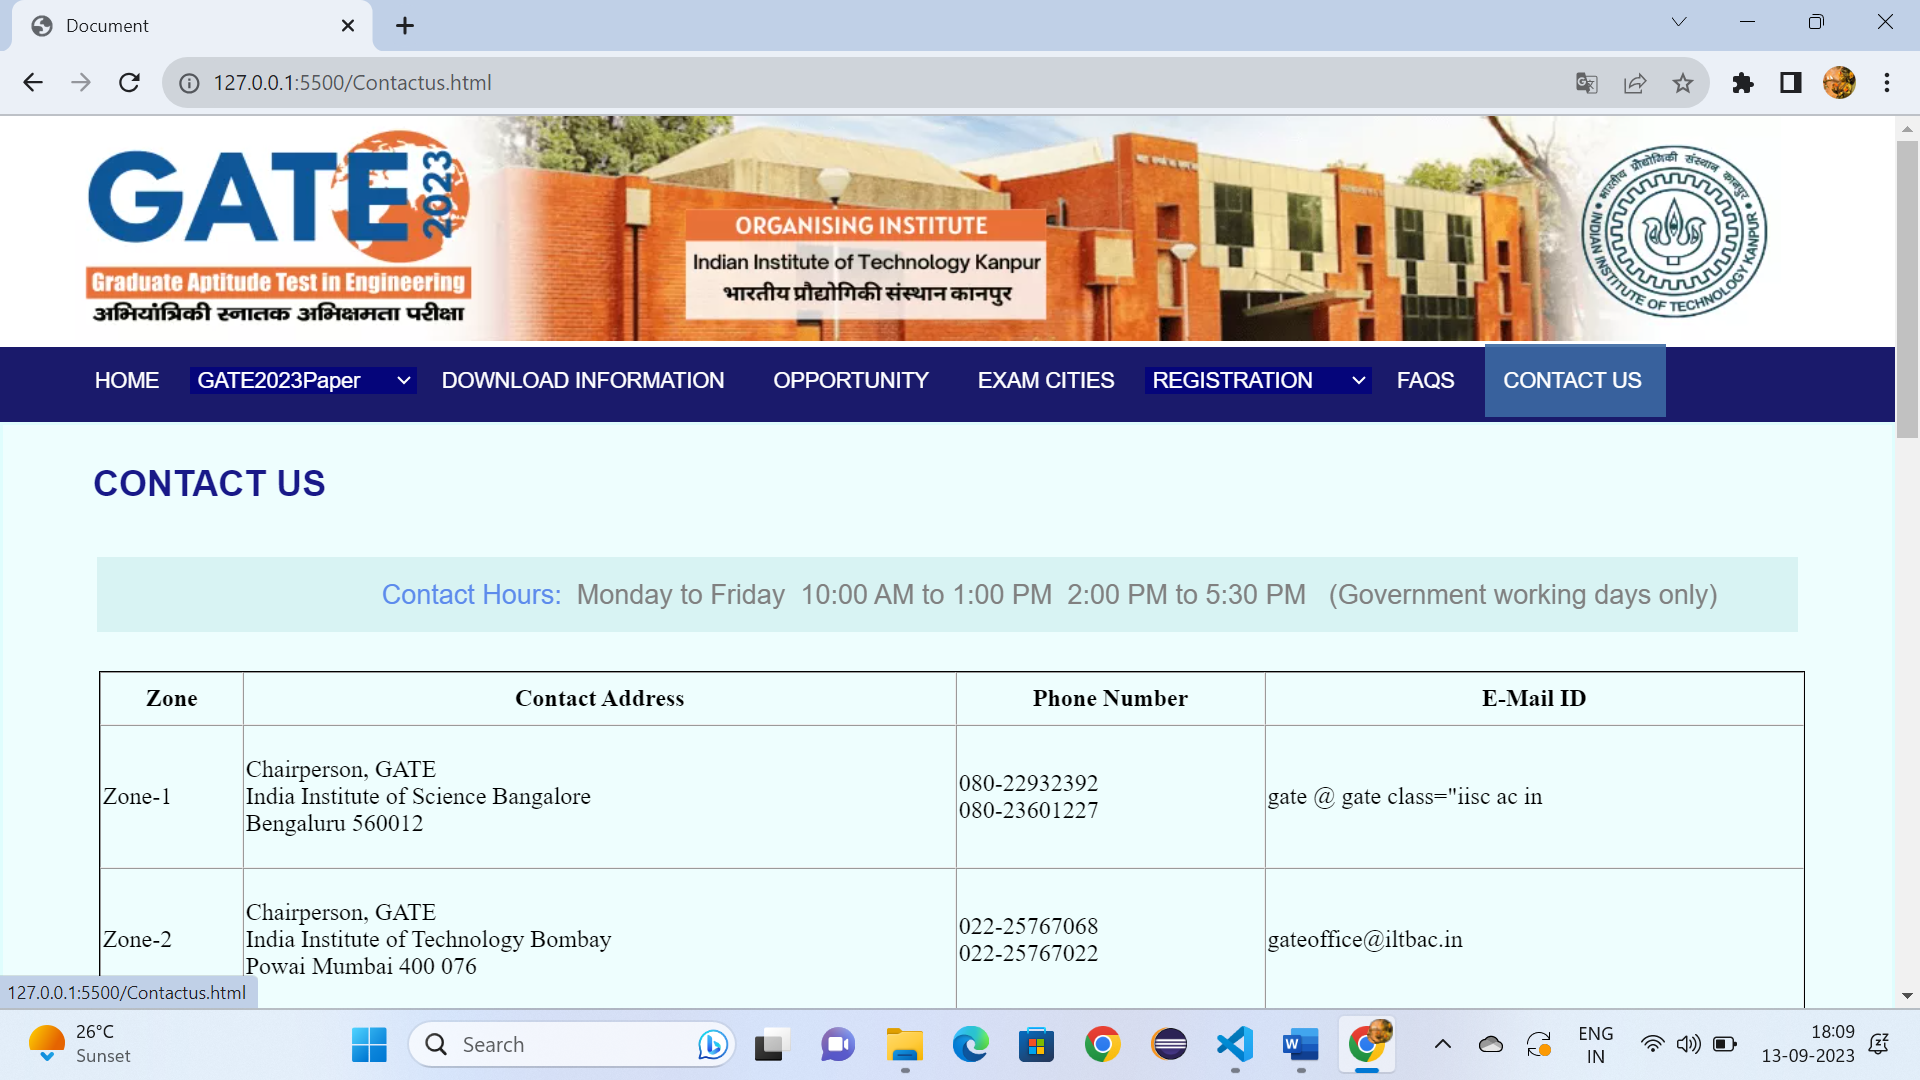 Document
127.0.0.1:5500/Contactus.html
GATE 2023
Graduate Aptitude Test in Engineering
अभियांत्रिकी स्नातक अभिक्षमता परीक्षा
ORGANISING INSTITUTE
Indian Institute of Technology Kanpur
भारतीय प्रौद्योगिकी संस्थान कानपुर
भारतीय प्रौद्योगिकी संस्थान कानपुर
INDIAN INSTITUTE OF TECHNOLOGY KANPUR
HOME GATE2023Paper DOWNLOAD INFORMATION OPPORTUNITY EXAM CITIES REGISTRATION FAQS CONTACT US
CONTACT US
Contact Hours: Monday to Friday 10:00 AM to 1:00 PM 2:00 PM to 5:30 PM (Government working days only)
Zone Contact Address Phone Number E-Mail ID
Zone-1
Chairperson, GATE
India Institute of Science Bangalore
Bengaluru 560012
080-22932392
080-23601227
gate @ gate class="iisc ac in
Zone-2
Chairperson, GATE
India Institute of Technology Bombay
Powai Mumbai 400 076
022-25767068
022-25767022
gateoffice@iltbac.in
127.0.0.1:5500/Contactus.html
26°C
Sunset
Search
ENG
IN
18:09
13-09-2023